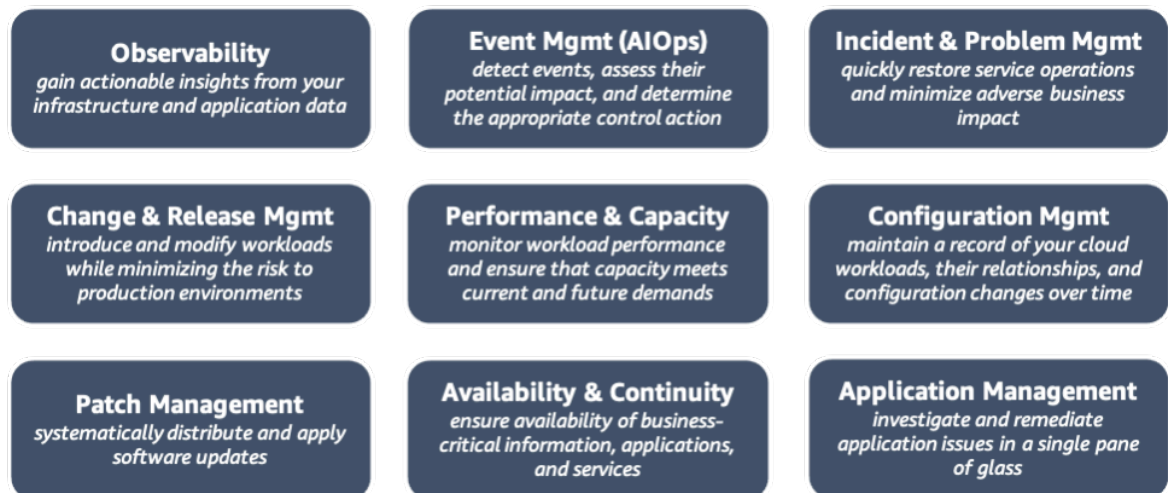 Observability
gain actionable insights from your
infrastructure and application data
Event Mgmt (AIOps)
detect events, assess their
potential impact, and determine
the appropriate control action
Incident & Problem Mgmt
quickly restore service operations
and minimize adverse business
impact
Change & Release Mgmt
introduce and modify workloads
while minimizing the risk to
production environments
Performance & Capacity
monitor workload performance
and ensure that capacity meets
current and future demands
Configuration Mgmt
maintain a record of your cloud
workloads, their relationships, and
configuration changes over time
Patch Management
systematically distribute and apply
software updates
Availability & Continuity
ensure availability of business-
critical information, applications,
and services
Application Management
investigate and remediate
application issues in a single pane
of glass